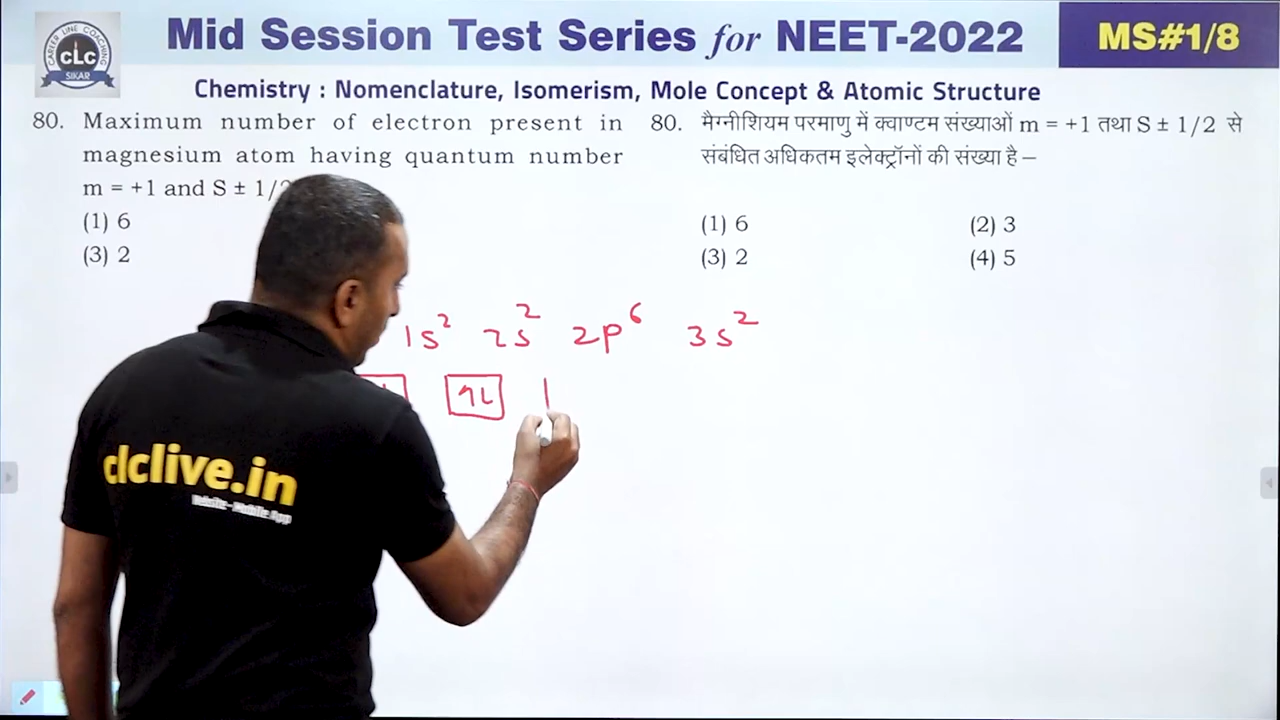 CAREER LINE COACHING
CLC
SIKAR
Mid Session Test Series for NEET-2022
MS#1/8
Chemistry : Nomenclature, Isomerism, Mole Concept & Atomic Structure
80. Maximum number of electron present in
magnesium atom having quantum number
m = +1 and S ± 1/2
(1) 6
(3) 2
80. मैग्नीशियम परमाणु में क्वाण्टम संख्याओं m = +1 तथा S ± 1/2 से
संबंधित अधिकतम इलेक्ट्रॉनों की संख्या है –
(1) 6 (2) 3
(3) 2 (4) 5
1s² 2s² 2p⁶ 3s²
clclive.in